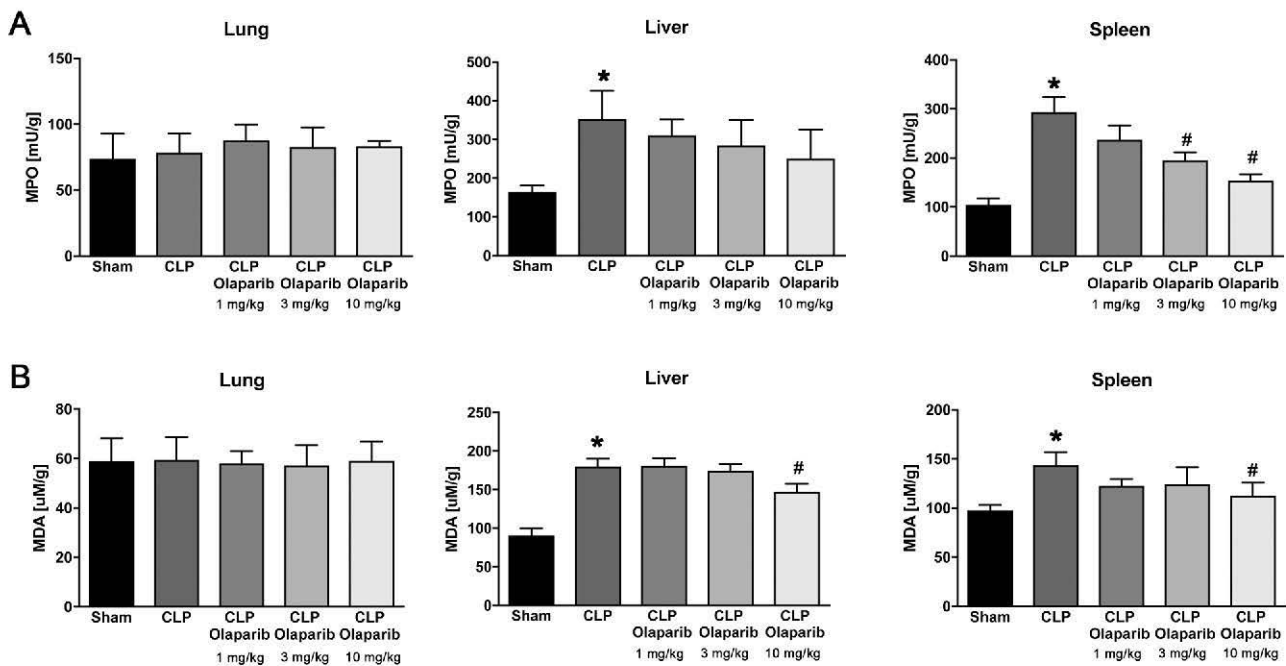 A
Lung
MPO [mU/g]
150
100
50
0
Sham
CLP
CLP
Olaparib
1 mg/kg
CLP
Olaparib
3 mg/kg
CLP
Olaparib
10 mg/kg
Liver
MPO [mU/g]
500
400
300
200
100
0
*
Sham
CLP
CLP
Olaparib
1 mg/kg
CLP
Olaparib
3 mg/kg
CLP
Olaparib
10 mg/kg
Spleen
MPO [mU/g]
400
300
200
100
0
*
#
#
Sham
CLP
CLP
Olaparib
1 mg/kg
CLP
Olaparib
3 mg/kg
CLP
Olaparib
10 mg/kg
B
Lung
MDA [uM/g]
80
60
40
20
0
Sham
CLP
CLP
Olaparib
1 mg/kg
CLP
Olaparib
3 mg/kg
CLP
Olaparib
10 mg/kg
Liver
MDA [uM/g]
250
200
150
100
50
0
*
#
Sham
CLP
CLP
Olaparib
1 mg/kg
CLP
Olaparib
3 mg/kg
CLP
Olaparib
10 mg/kg
Spleen
MDA [uM/g]
200
150
100
50
0
*
#
Sham
CLP
CLP
Olaparib
1 mg/kg
CLP
Olaparib
3 mg/kg
CLP
Olaparib
10 mg/kg